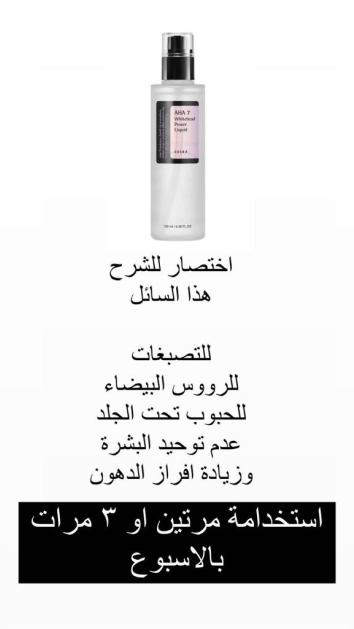 AHA 7
Whitehead
Power
Liquid
COSRX
اختصار للشرح
هذا السائل
للتصبغات
للرووس البيضاء
للحبوب تحت الجلد
عدم توحيد البشرة
وزيادة افراز الدهون
استخدامة مرتين او ٣ مرات
بالاسبوع